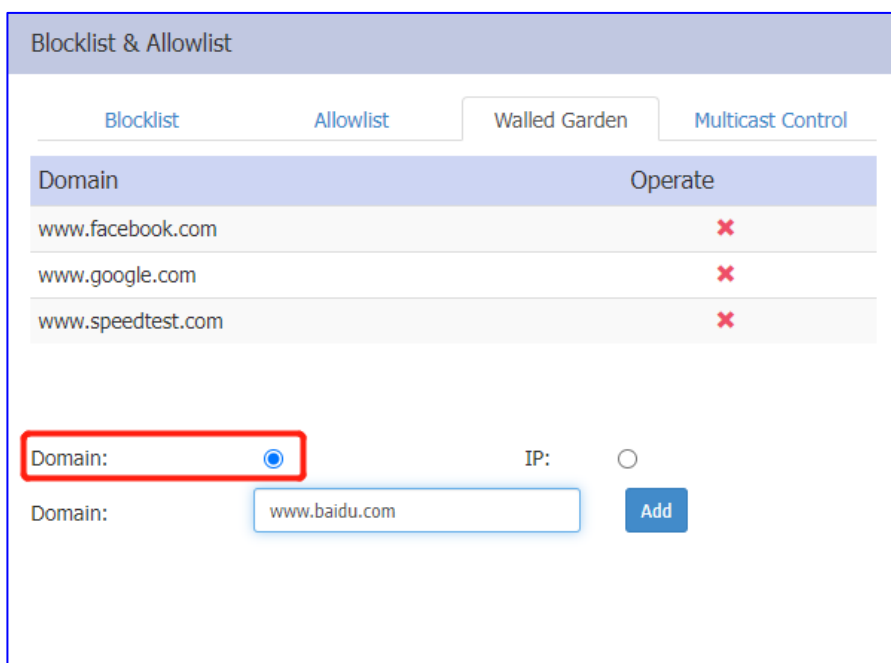 Blocklist & Allowlist
Blocklist Allowlist Walled Garden Multicast Control
Domain Operate
www.facebook.com
www.google.com
www.speedtest.com
Domain: IP:
Domain: www.baidu.com Add